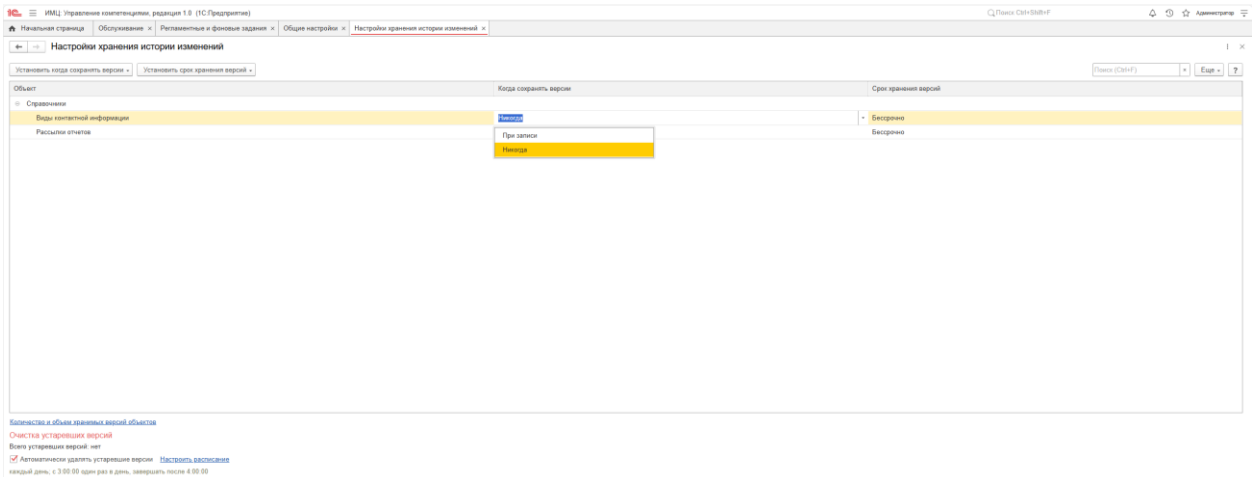 1С ИМЦ: Управление компетенциями, редакция 1.0 (1С:Предприятие) Поиск Ctrl+Shift+F Администратор
Начальная страница Обслуживание × Регламентные и фоновые задания × Общие настройки × Настройки хранения истории изменений ×
Настройки хранения истории изменений
Установить когда сохранять версии Установить срок хранения версий Поиск (Ctrl+F) × Еще ?
Объект Когда сохранять версии Срок хранения версий
Справочники
Виды контактной информации Никогда Бессрочно
Рассылки отчетов Бессрочно
При записи
Никогда
Количество и объем хранимых версий объектов
Очистка устаревших версий
Всего устаревших версий: нет
Автоматически удалять устаревшие версии Настроить расписание
каждый день; с 3:00:00 один раз в день, завершать после 4:00:00